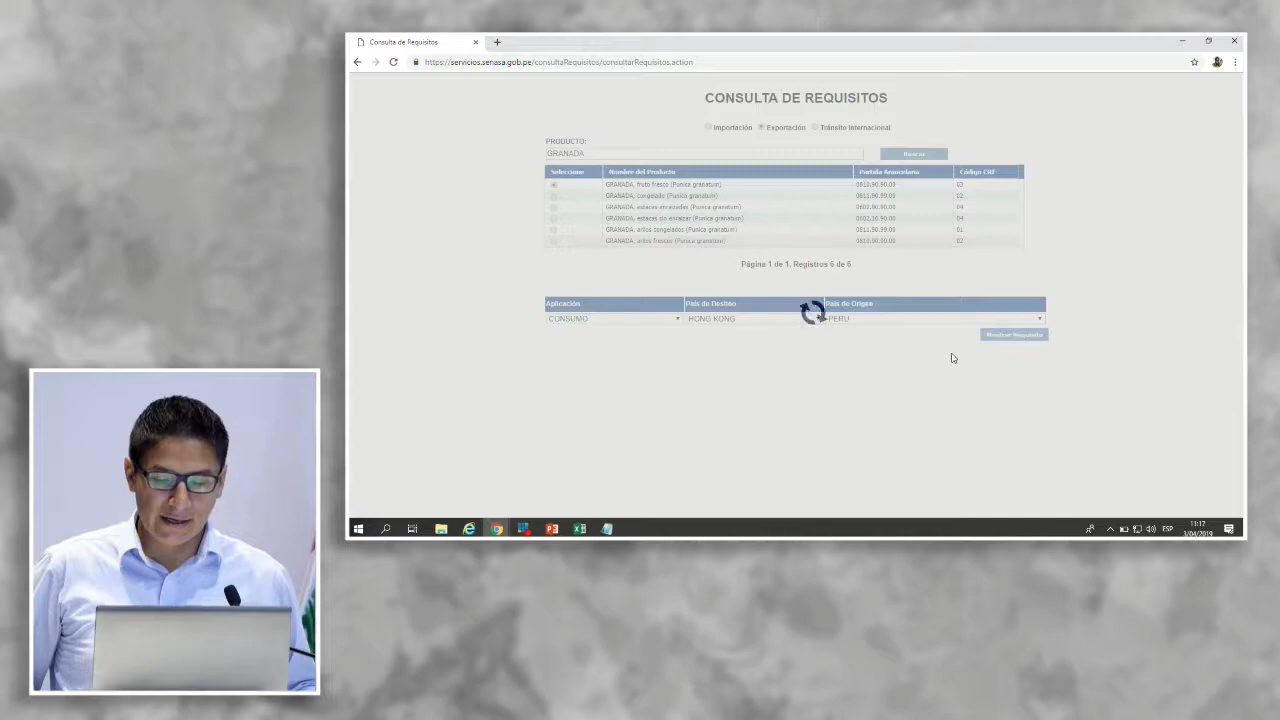 Consulta de Requisitos
https://servicios.senasa.gob.pe/consultaRequisitos/consultarRequisitos.action
CONSULTA DE REQUISITOS
Importación Exportación Tránsito Internacional
PRODUCTO:
GRANADA Buscar
Seleccione Nombre del Producto Partida Arancelaria Código CRF
GRANADA, fruto fresco (Punica granatum) 0810.90.90.00 03
GRANADA, congelado (Punica granatum) 0811.90.99.00 02
GRANADA, estacas enraizadas (Punica granatum) 0602.90.90.00 04
GRANADA, estacas sin enraizar (Punica granatum) 0602.10.90.00 04
GRANADA, arilos congelados (Punica granatum) 0811.90.99.00 01
GRANADA, arilos frescos (Punica granatum) 0810.90.90.00 02
Página 1 de 1, Registros 6 de 6
Aplicación País de Destino País de Origen
CONSUMO HONG KONG PERU
Mostrar Requisito
ESP
11:17
3/04/2019